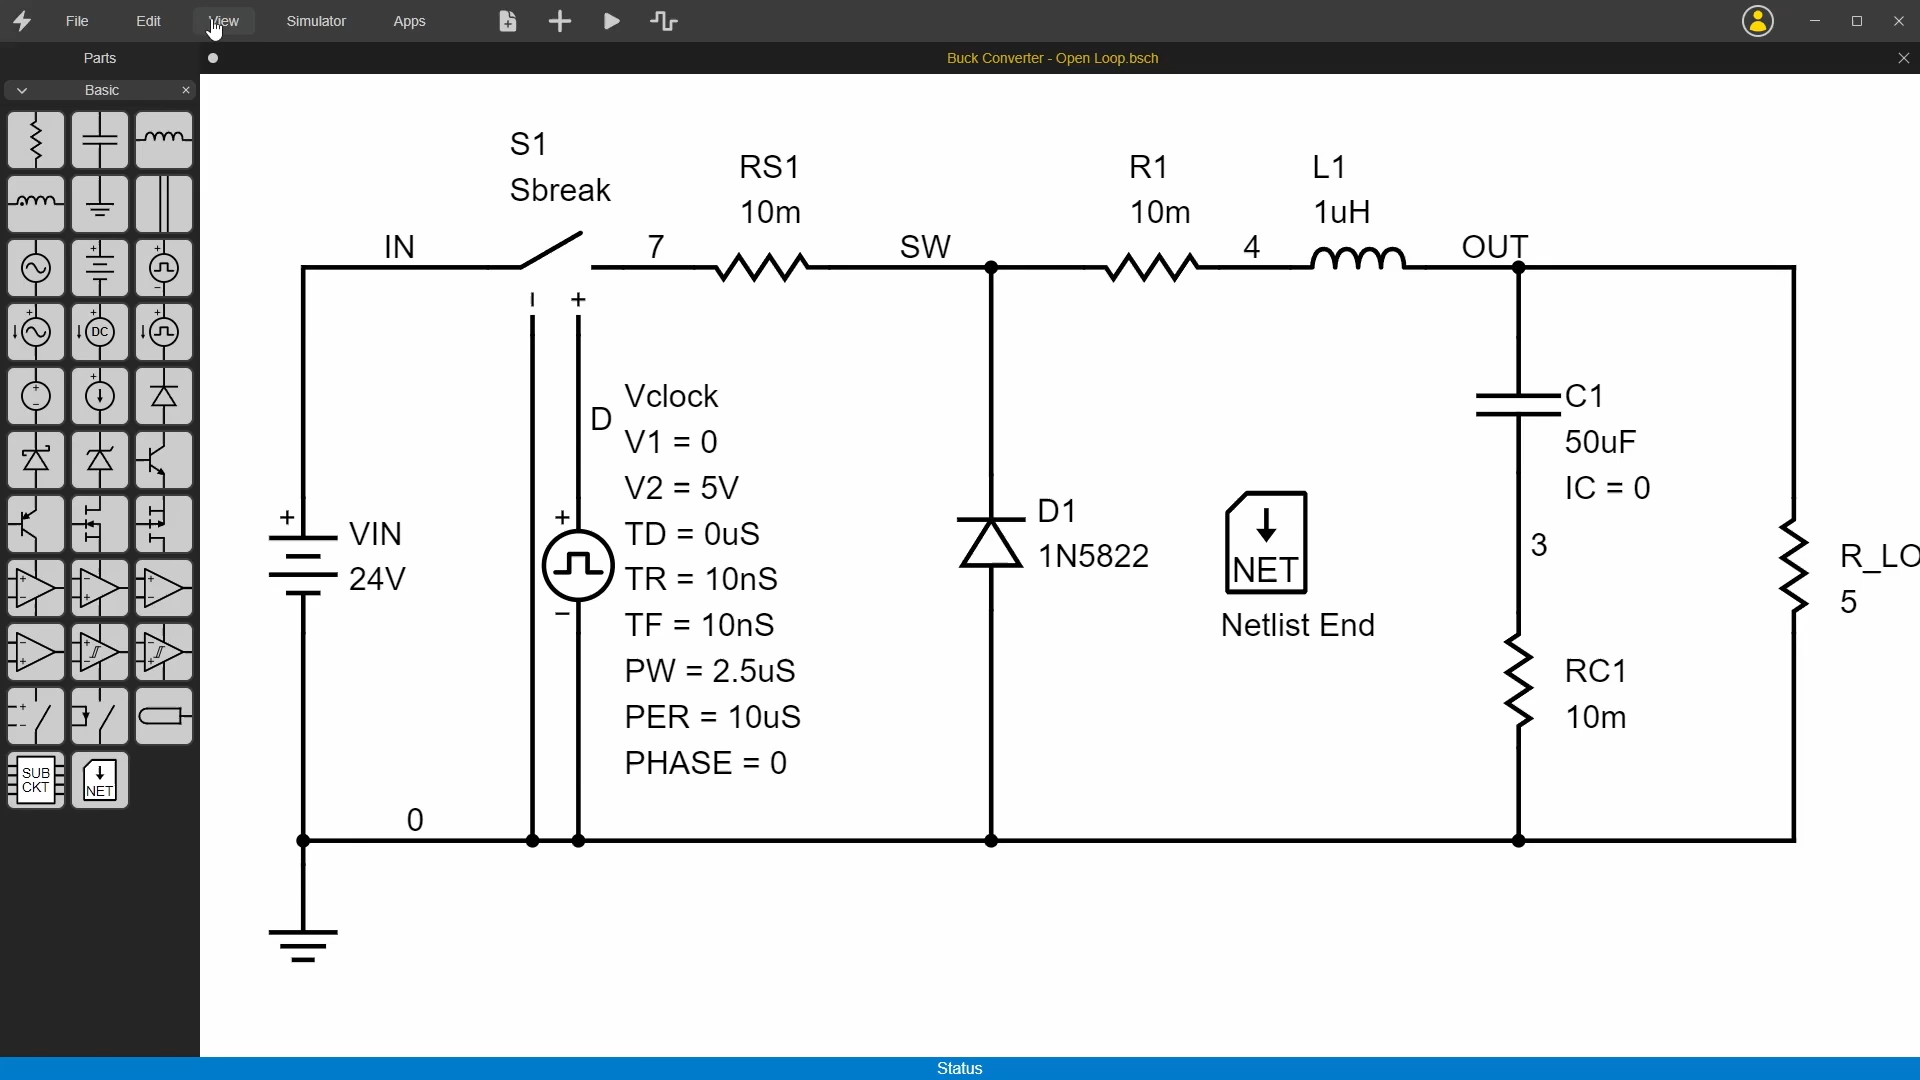 File Edit View Simulator Apps
Parts
Buck Converter - Open Loop.bsch
Basic
S1
Sbreak
RS1
10m
R1
10m
L1
1uH
IN
7
SW
4
OUT
Vclock
V1 = 0
V2 = 5V
TD = 0uS
TR = 10nS
TF = 10nS
PW = 2.5uS
PER = 10uS
PHASE = 0
D
C1
50uF
IC = 0
VIN
24V
D1
1N5822
NET
Netlist End
3
R_LO
5
RC1
10m
0
DC
SUB
CKT
NET
Status